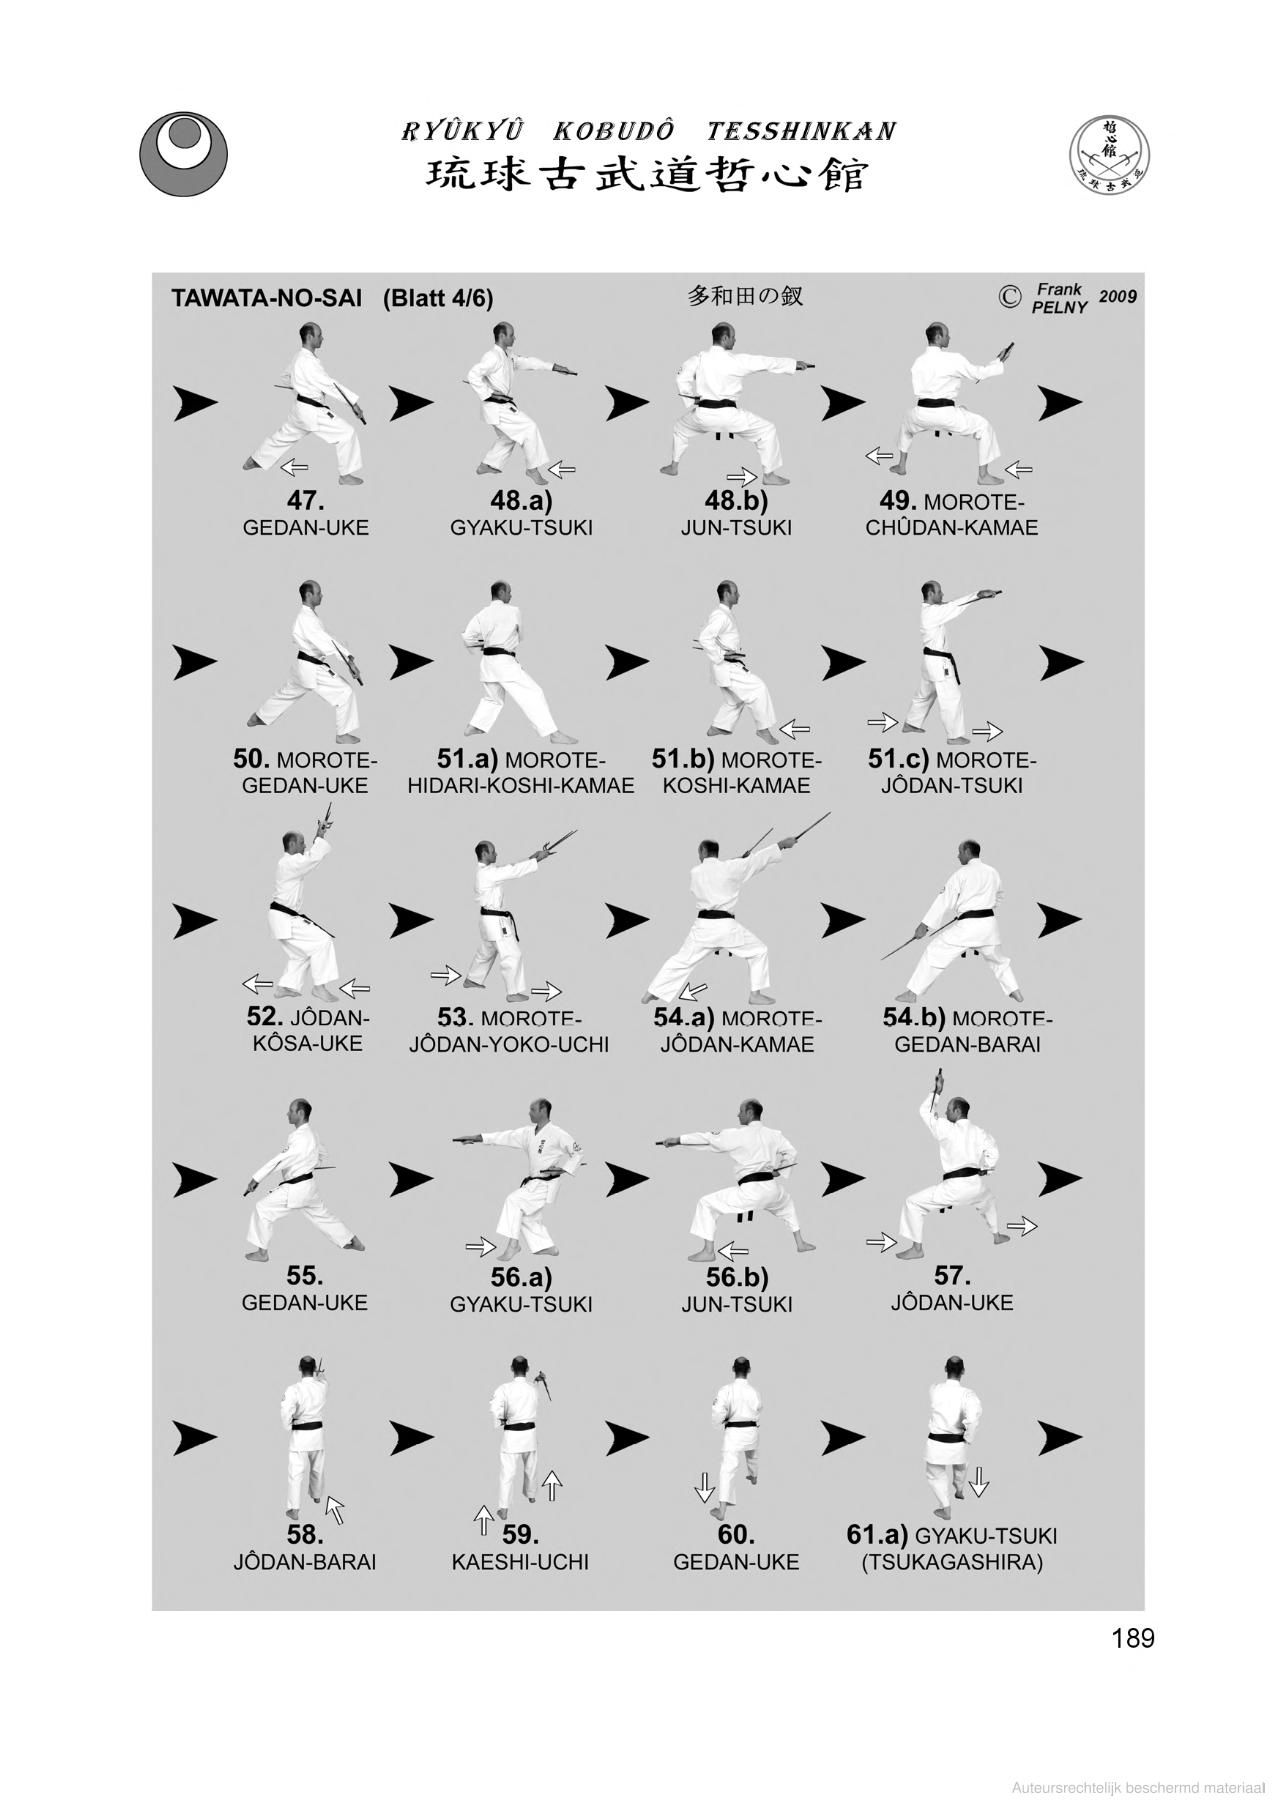 RYÛKYÛ KOBUDÔ TESSHINKAN
琉球古武道哲心館
哲心館
琉球古武道
TAWATA-NO-SAI (Blatt 4/6) 多和田の釵 © Frank PELNY 2009
47. GEDAN-UKE
48.a) GYAKU-TSUKI
48.b) JUN-TSUKI
49. MOROTE-
CHÛDAN-KAMAE
50. MOROTE-
GEDAN-UKE
51.a) MOROTE-
HIDARI-KOSHI-KAMAE
51.b) MOROTE-
KOSHI-KAMAE
51.c) MOROTE-
JÔDAN-TSUKI
52. JÔDAN-
KÔSA-UKE
53. MOROTE-
JÔDAN-YOKO-UCHI
54.a) MOROTE-
JÔDAN-KAMAE
54.b) MOROTE-
GEDAN-BARAI
55.
GEDAN-UKE
56.a)
GYAKU-TSUKI
56.b)
JUN-TSUKI
57.
JÔDAN-UKE
58.
JÔDAN-BARAI
59.
KAESHI-UCHI
60.
GEDAN-UKE
61.a) GYAKU-TSUKI
(TSUKAGASHIRA)
189
Auteursrechtelijk beschermd materiaal